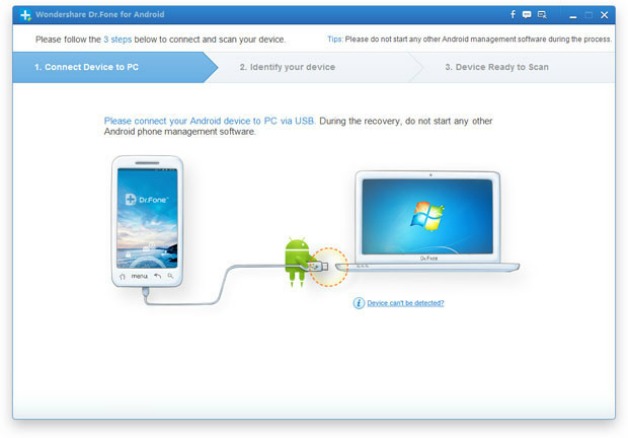 Wondershare Dr.Fone for Android
Please follow the 3 steps below to connect and scan your device.
Tips: Please do not start any other Android management software during the process.
1. Connect Device to PC
2. Identify your device
3. Device Ready to Scan
Please connect your Android device to PC via USB. During the recovery, do not start any other
Android phone management software.
Dr.Fone
menu
Dr.Fone
Device can't be detected?